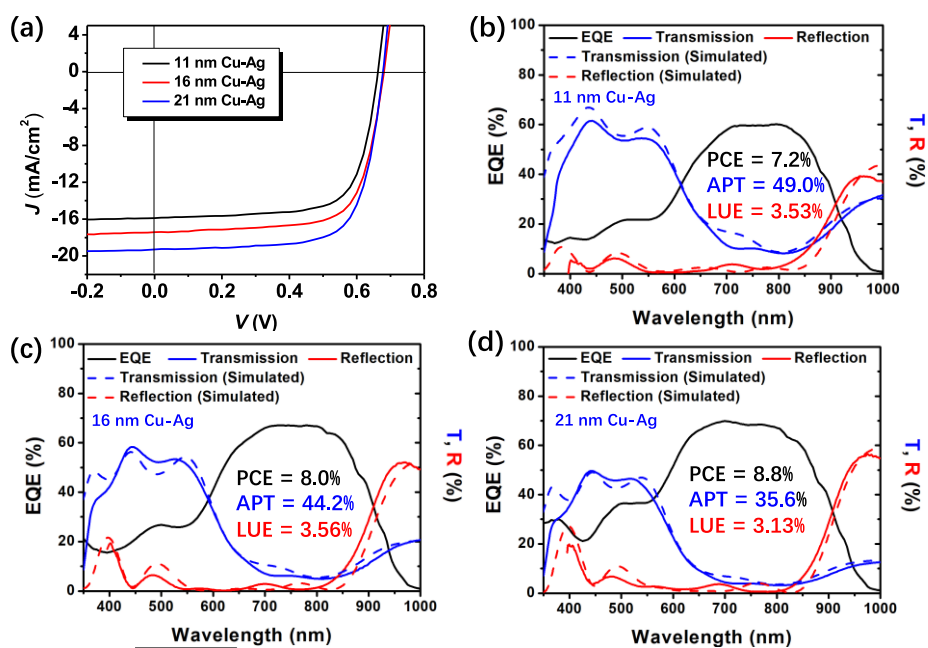 (a)
4
0
-4
-8
-12
-16
-20
J (mA/cm²)
11 nm Cu-Ag
16 nm Cu-Ag
21 nm Cu-Ag
-0.2 0.0 0.2 0.4 0.6 0.8
V (V)
(b)
100
80
60
40
20
0
EQE (%)
EQE Transmission Reflection
Transmission (Simulated)
Reflection (Simulated)
11 nm Cu-Ag
PCE = 7.2%
APT = 49.0%
LUE = 3.53%
T, R (%)
400 500 600 700 800 900 1000
Wavelength (nm)
(c)
100
80
60
40
20
0
EQE (%)
EQE Transmission Reflection
Transmission (Simulated)
Reflection (Simulated)
16 nm Cu-Ag
PCE = 8.0%
APT = 44.2%
LUE = 3.56%
T, R (%)
400 500 600 700 800 900 1000
Wavelength (nm)
(d)
100
80
60
40
20
0
EQE (%)
EQE Transmission Reflection
Transmission (Simulated)
Reflection (Simulated)
21 nm Cu-Ag
PCE = 8.8%
APT = 35.6%
LUE = 3.13%
T, R (%)
400 500 600 700 800 900 1000
Wavelength (nm)